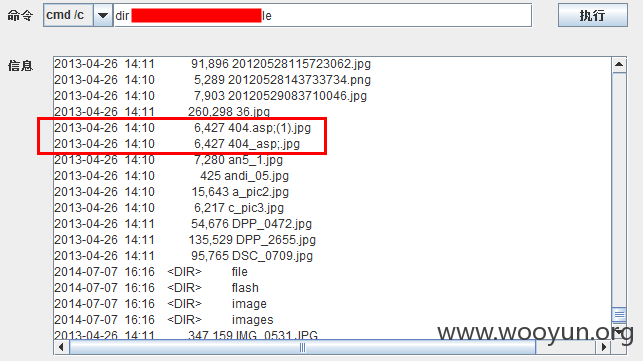 命令 cmd /c dir le 执行
信息
2013-04-26 14:11 91,896 20120528115723062.jpg
2013-04-26 14:10 5,289 20120528143733734.png
2013-04-26 14:10 7,903 20120529083710046.jpg
2013-04-26 14:11 260,298 36.jpg
2013-04-26 14:10 6,427 404.asp;(1).jpg
2013-04-26 14:10 6,427 404_asp;.jpg
2013-04-26 14:10 7,280 an5_1.jpg
2013-04-26 14:10 425 andi_05.jpg
2013-04-26 14:10 15,643 a_pic2.jpg
2013-04-26 14:10 6,217 c_pic3.jpg
2013-04-26 14:11 54,676 DPP_0472.jpg
2013-04-26 14:11 135,529 DPP_2655.jpg
2013-04-26 14:11 95,765 DSC_0709.jpg
2014-07-07 16:16 <DIR> file
2014-07-07 16:16 <DIR> flash
2014-07-07 16:16 <DIR> image
2014-07-07 16:16 <DIR> images
2013-04-26 14:11 347,159 IMG_0531.JPG
www.wooyun.org